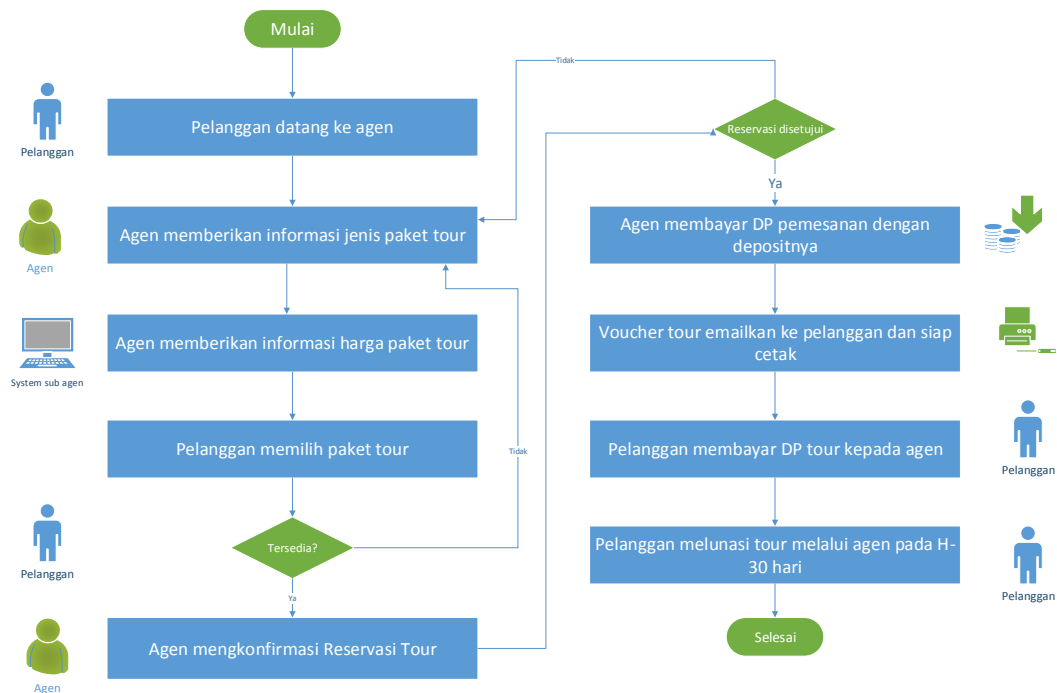 Mulai
Pelanggan datang ke agen
Pelanggan
Agen memberikan informasi jenis paket tour
Agen
Agen memberikan informasi harga paket tour
System sub agen
Pelanggan memilih paket tour
Tidak
Tersedia?
Pelanggan
Ya
Agen mengkonfirmasi Reservasi Tour
Agen
Tidak
Reservasi disetujui
Ya
Agen membayar DP pemesanan dengan
depositnya
Voucher tour emailkan ke pelanggan dan siap
cetak
Pelanggan membayar DP tour kepada agen
Pelanggan
Pelanggan melunasi tour melalui agen pada H-
30 hari
Pelanggan
Selesai